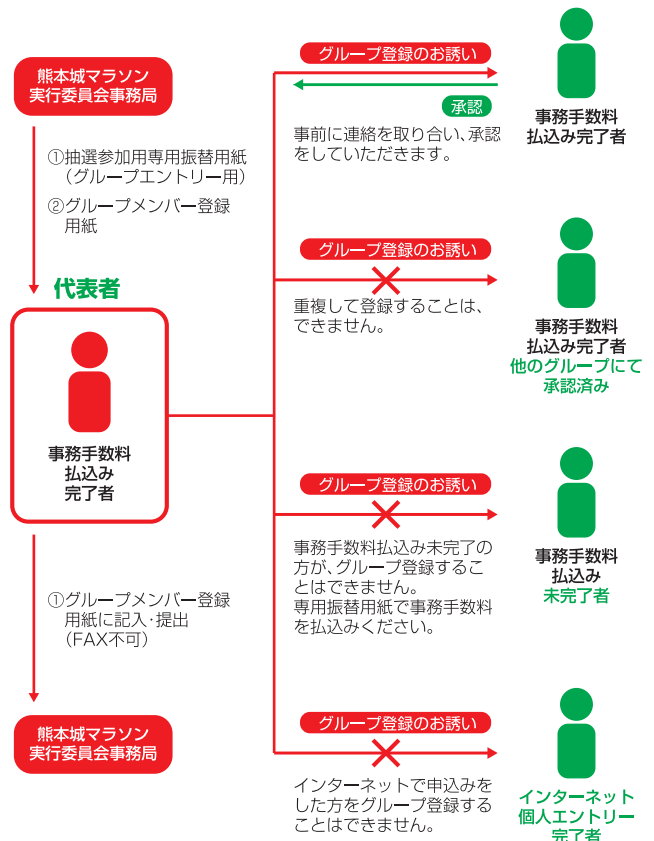 熊本城マラソン
実行委員会事務局
①抽選参加用専用振替用紙
（グループエントリー用）
②グループメンバー登録
用紙
代表者
事務手数料
払込み
完了者
①グループメンバー登録
用紙に記入・提出
（FAX不可）
熊本城マラソン
実行委員会事務局
グループ登録のお誘い
承認
事前に連絡を取り合い、承認
をしていただきます。
事務手数料
払込み完了者
グループ登録のお誘い
重複して登録することは、
できません。
事務手数料
払込み完了者
他のグループにて
承認済み
グループ登録のお誘い
事務手数料払込み未完了の
方が、グループ登録するこ
とはできません。
専用振替用紙で事務手数料
を払込みください。
事務手数料
払込み
未完了者
グループ登録のお誘い
インターネットで申込みを
した方をグループ登録する
ことはできません。
インターネット
個人エントリー
完了者